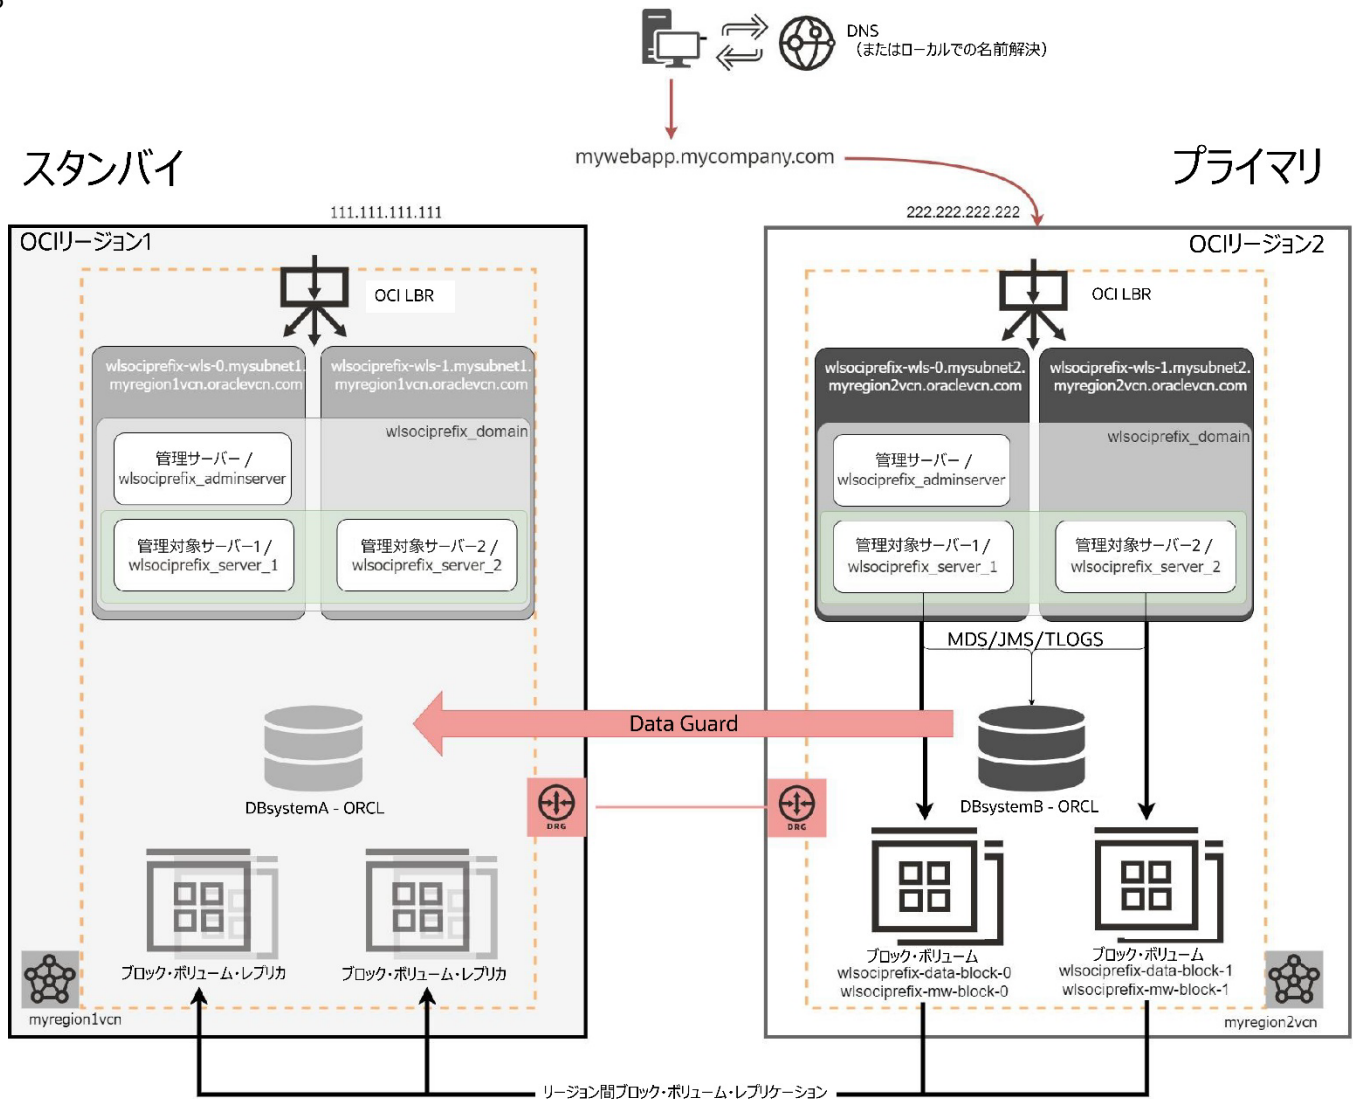 DNS
（またはローカルでの名前解決）
mywebapp.mycompany.com
スタンバイ
プライマリ
111.111.111.111
222.222.222.222
OCIリージョン1
OCI LBR
wlsociprefix-wls-0.mysubnet1.
myregion1vcn.oraclevcn.com
wlsociprefix-wls-1.mysubnet1.
myregion1vcn.oraclevcn.com
wlsociprefix_domain
管理サーバー /
wlsociprefix_adminserver
管理対象サーバー1 /
wlsociprefix_server_1
管理対象サーバー2 /
wlsociprefix_server_2
DBsystemA - ORCL
DRG
ブロック・ボリューム・レプリカ
ブロック・ボリューム・レプリカ
myregion1vcn
OCIリージョン2
OCI LBR
wlsociprefix-wls-0.mysubnet2.
myregion2vcn.oraclevcn.com
wlsociprefix-wls-1.mysubnet2.
myregion2vcn.oraclevcn.com
wlsociprefix_domain
管理サーバー /
wlsociprefix_adminserver
管理対象サーバー1 /
wlsociprefix_server_1
管理対象サーバー2 /
wlsociprefix_server_2
MDS/JMS/TLOGS
Data Guard
DBsystemB - ORCL
DRG
ブロック・ボリューム
wlsociprefix-data-block-0
wlsociprefix-mw-block-0
ブロック・ボリューム
wlsociprefix-data-block-1
wlsociprefix-mw-block-1
myregion2vcn
リージョン間ブロック・ボリューム・レプリケーション